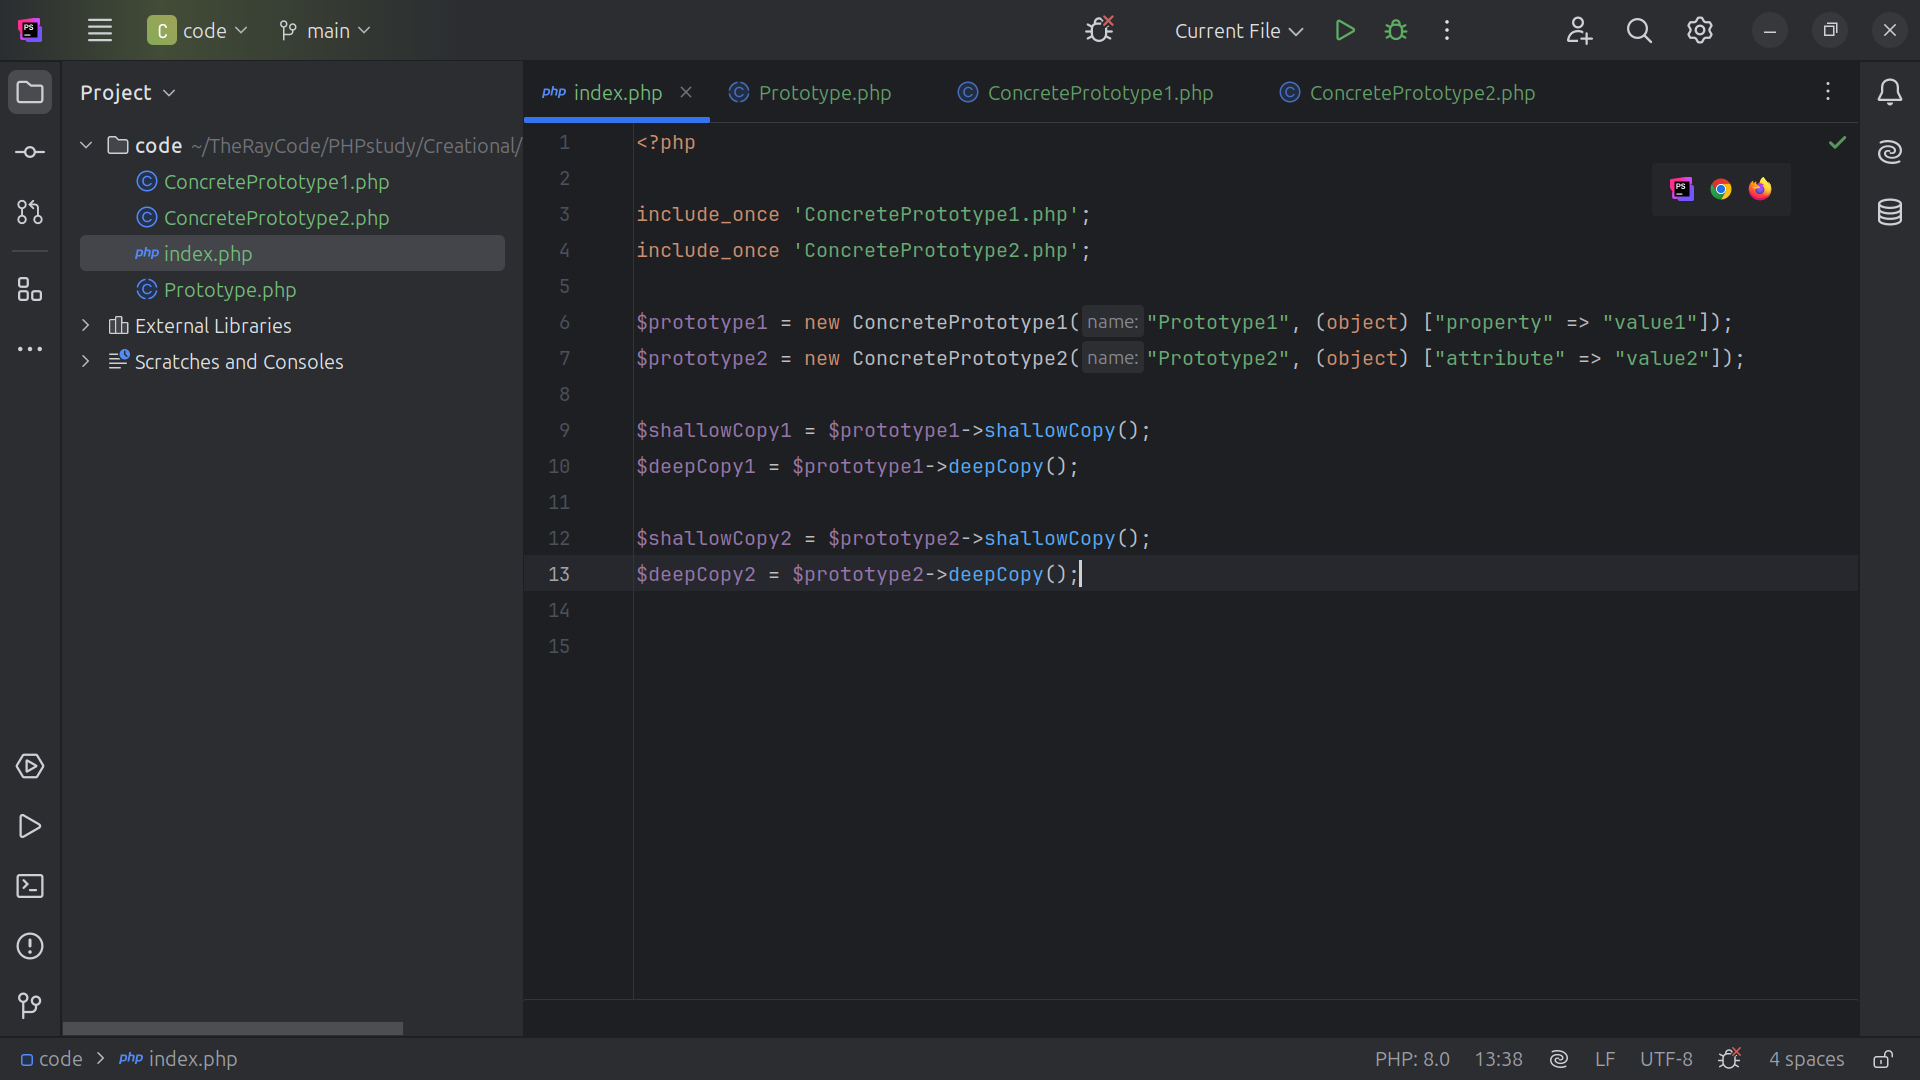 PS
C code main
Current File
Project
code ~/TheRayCode/PHPstudy/Creational/
ConcretePrototype1.php
ConcretePrototype2.php
php index.php
Prototype.php
External Libraries
Scratches and Consoles
php index.php
Prototype.php
ConcretePrototype1.php
ConcretePrototype2.php
1 <?php
2
3 include_once 'ConcretePrototype1.php';
4 include_once 'ConcretePrototype2.php';
5
6 $prototype1 = new ConcretePrototype1( name: "Prototype1", (object) ["property" => "value1"]);
7 $prototype2 = new ConcretePrototype2( name: "Prototype2", (object) ["attribute" => "value2"]);
8
9 $shallowCopy1 = $prototype1->shallowCopy();
10 $deepCopy1 = $prototype1->deepCopy();
11
12 $shallowCopy2 = $prototype2->shallowCopy();
13 $deepCopy2 = $prototype2->deepCopy();
14
15
PS
code > php index.php
PHP: 8.0 13:38 LF UTF-8 4 spaces